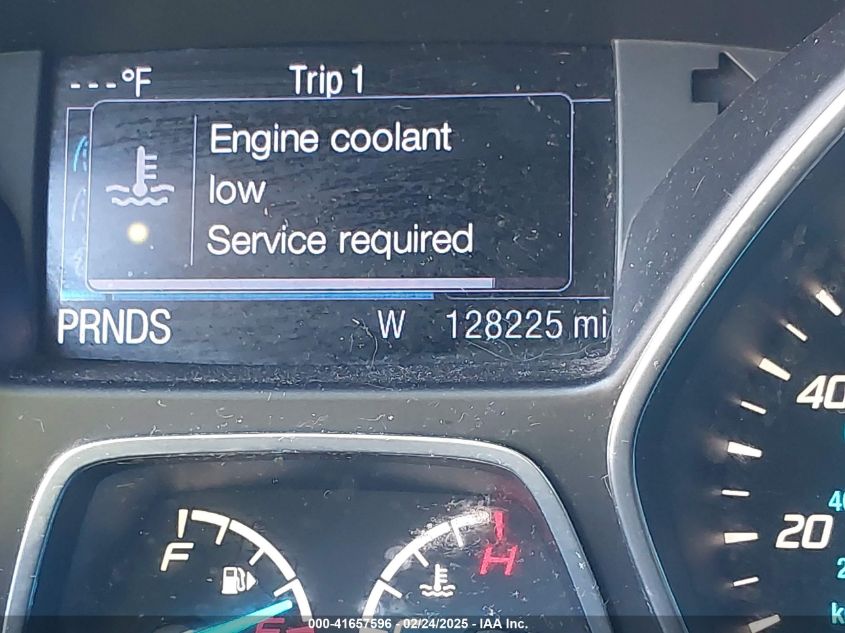 ---°F Trip 1
Engine coolant
low
Service required
PRNDS W 128225 mi
F H
40
20
E
000-41657596 - 02/24/2025 - IAA Inc.